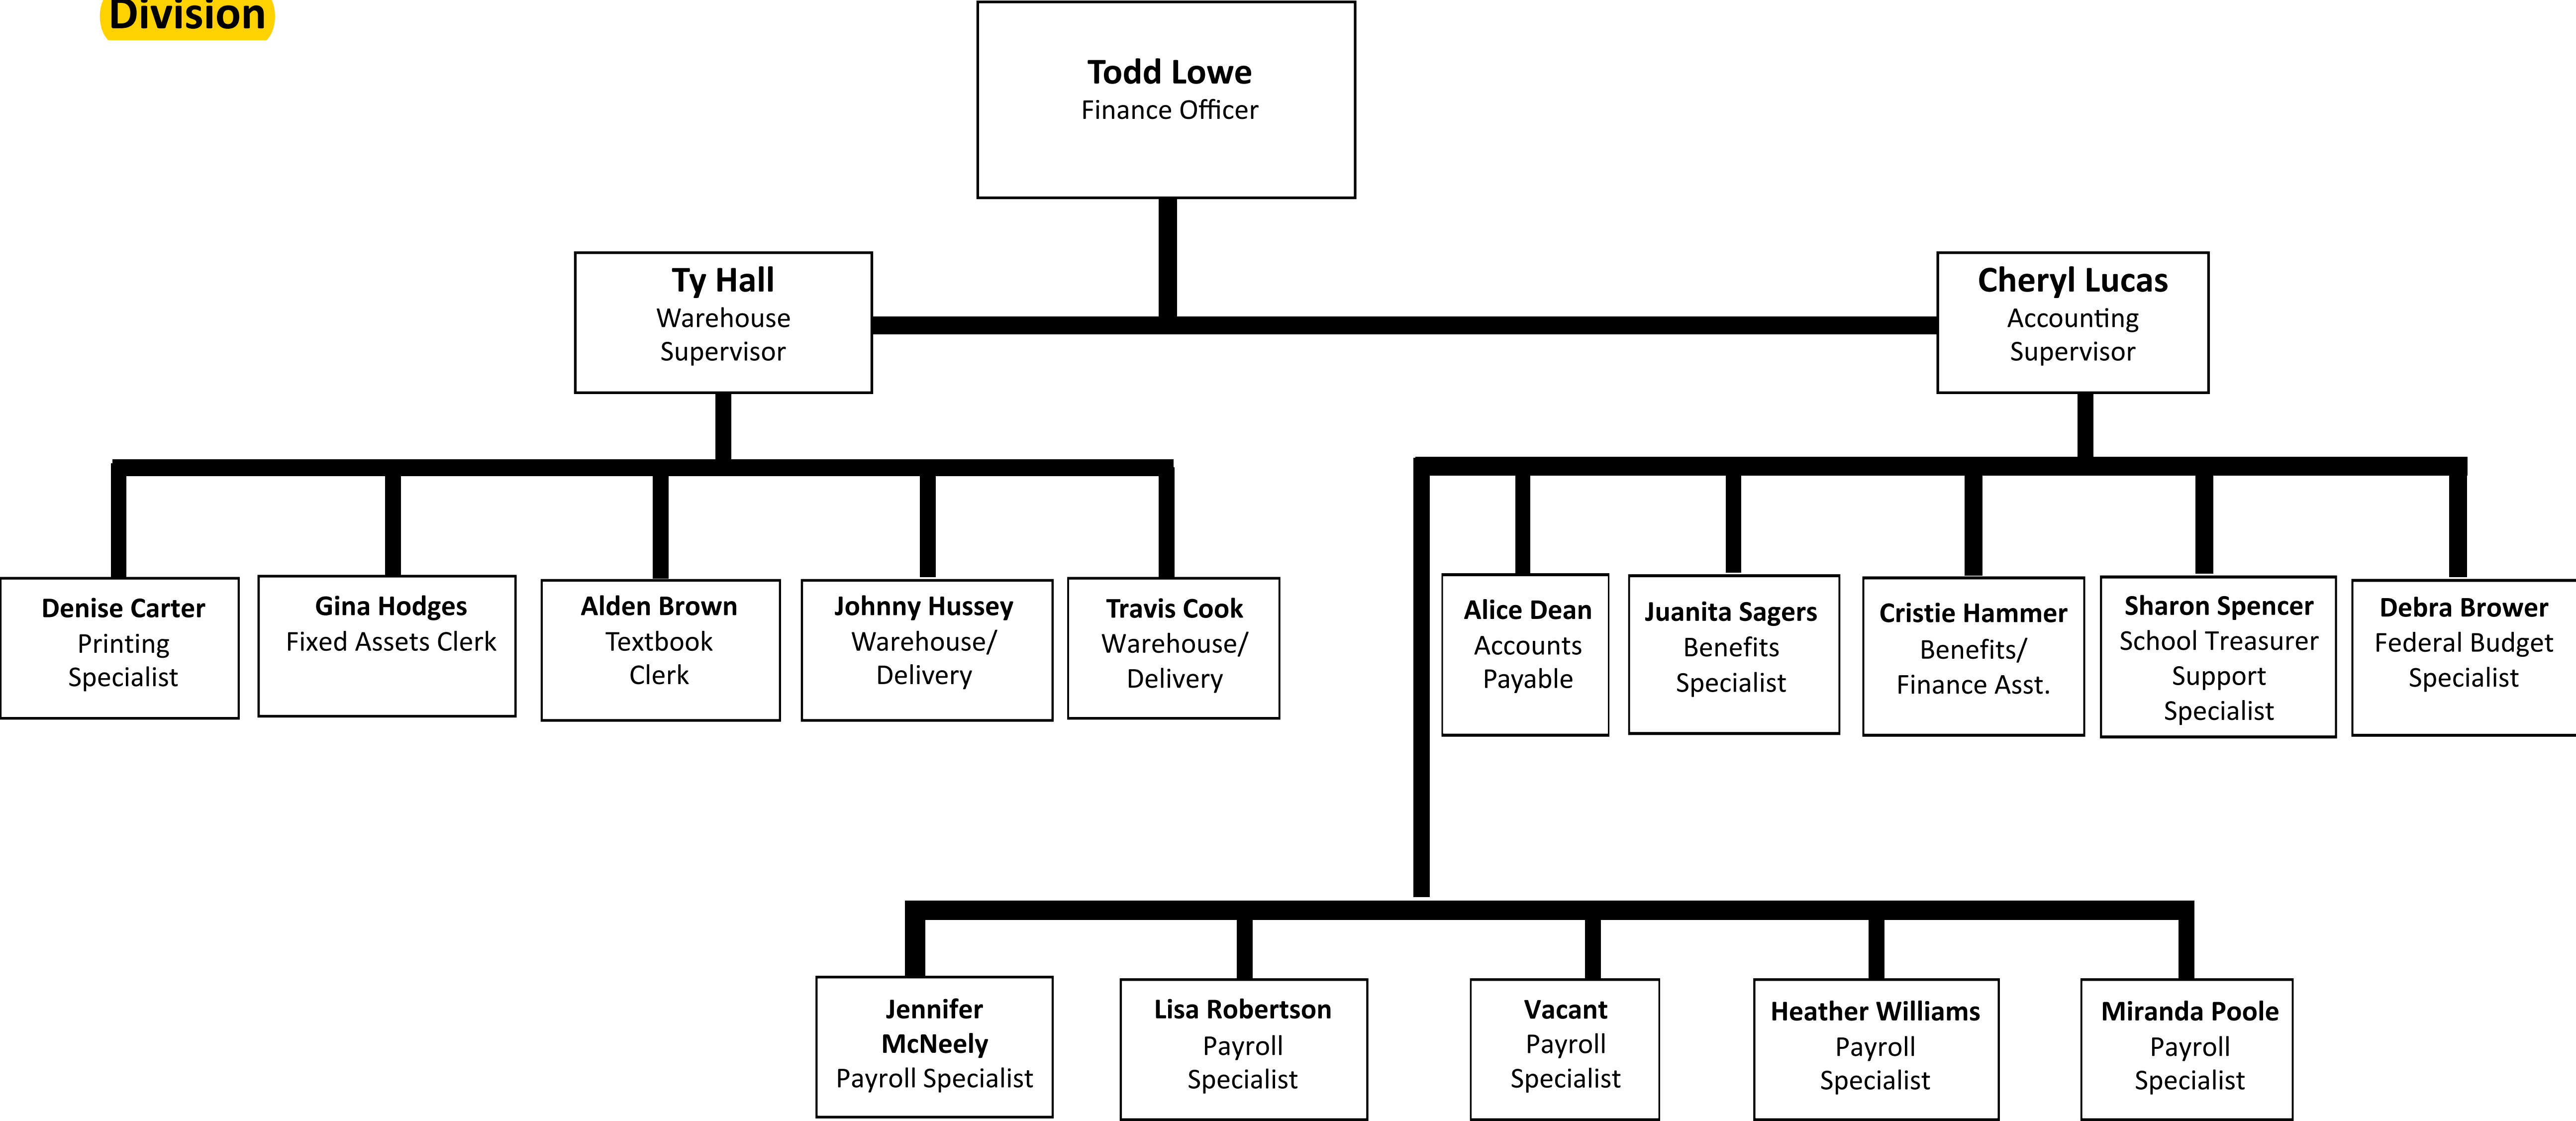 Division
Todd Lowe
Finance Officer
Ty Hall
Warehouse
Supervisor
Cheryl Lucas
Accounting
Supervisor
Denise Carter
Printing
Specialist
Gina Hodges
Fixed Assets Clerk
Alden Brown
Textbook
Clerk
Johnny Hussey
Warehouse/
Delivery
Travis Cook
Warehouse/
Delivery
Alice Dean
Accounts
Payable
Juanita Sagers
Benefits
Specialist
Cristie Hammer
Benefits/
Finance Asst.
Sharon Spencer
School Treasurer
Support
Specialist
Debra Brower
Federal Budget
Specialist
Jennifer
McNeely
Payroll Specialist
Lisa Robertson
Payroll
Specialist
Vacant
Payroll
Specialist
Heather Williams
Payroll
Specialist
Miranda Poole
Payroll
Specialist